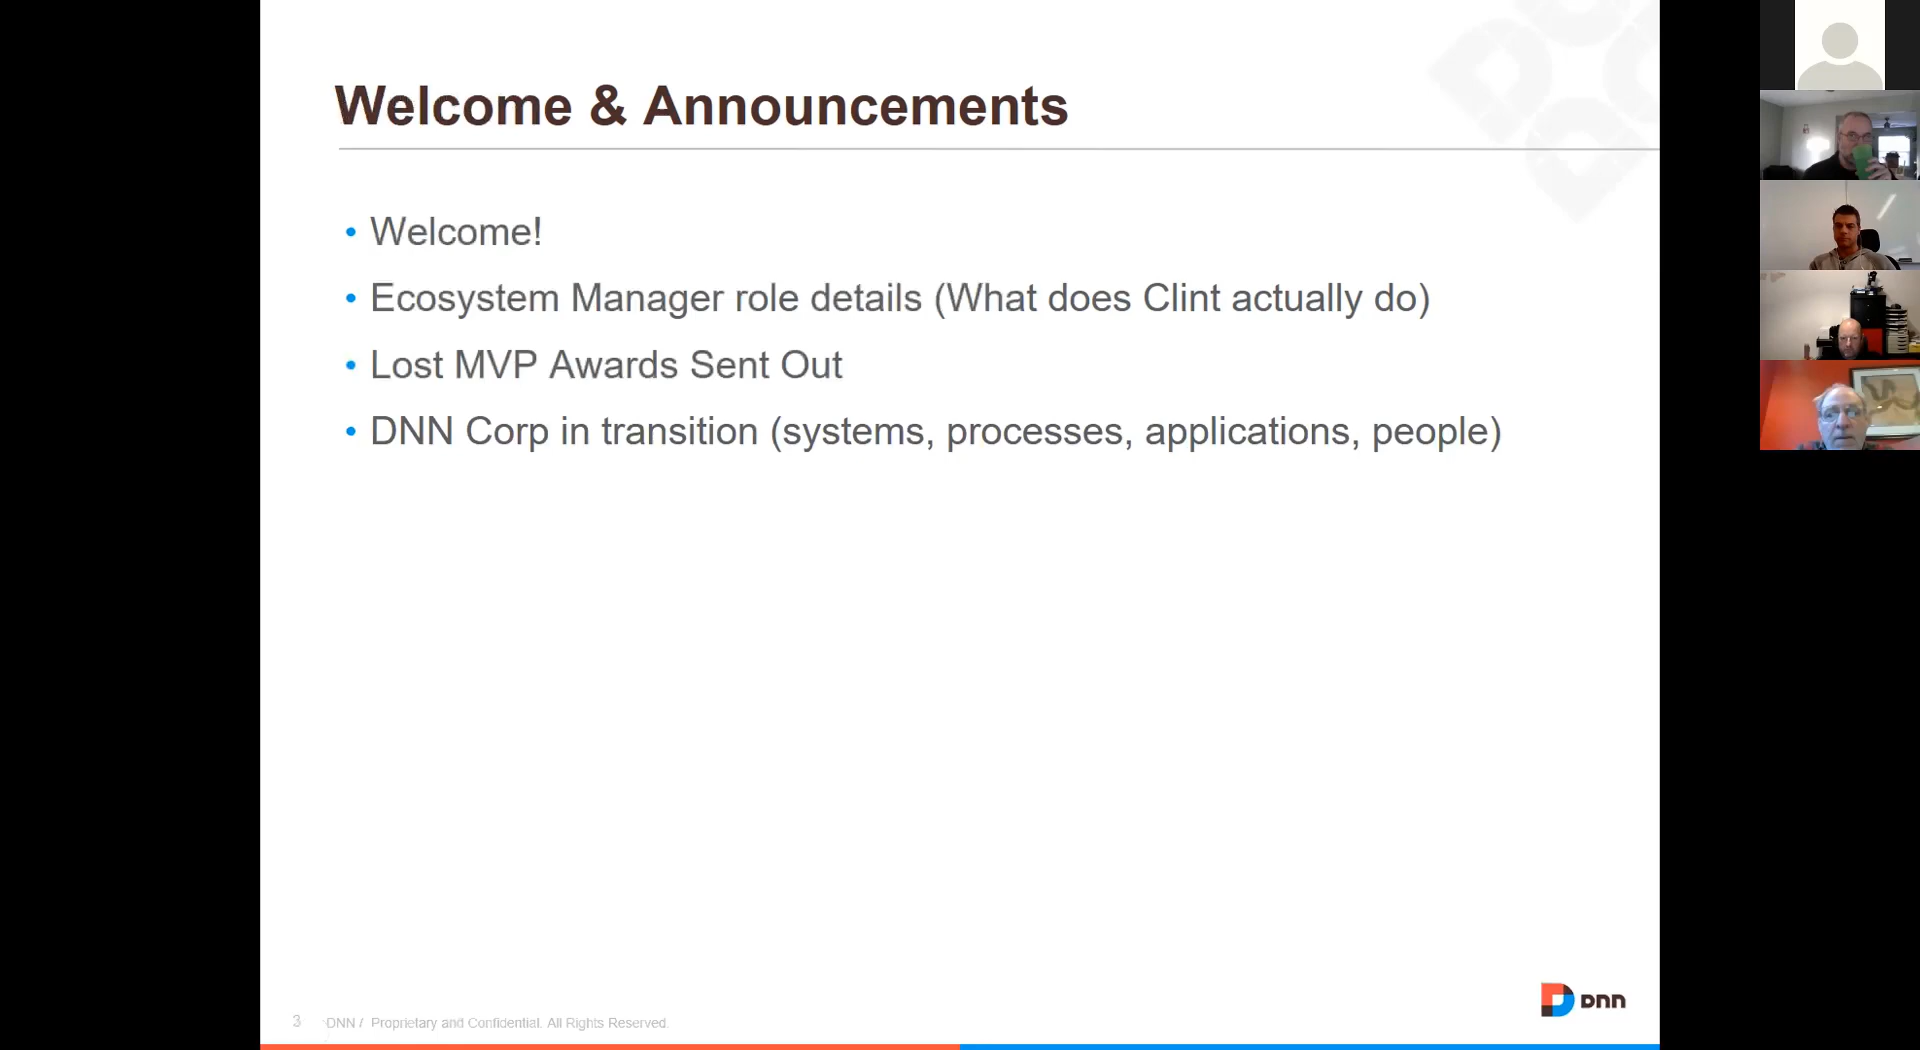 Welcome & Announcements
• Welcome!
• Ecosystem Manager role details (What does Clint actually do)
• Lost MVP Awards Sent Out
• DNN Corp in transition (systems, processes, applications, people)
3 DNN / Proprietary and Confidential. All Rights Reserved.
DNN